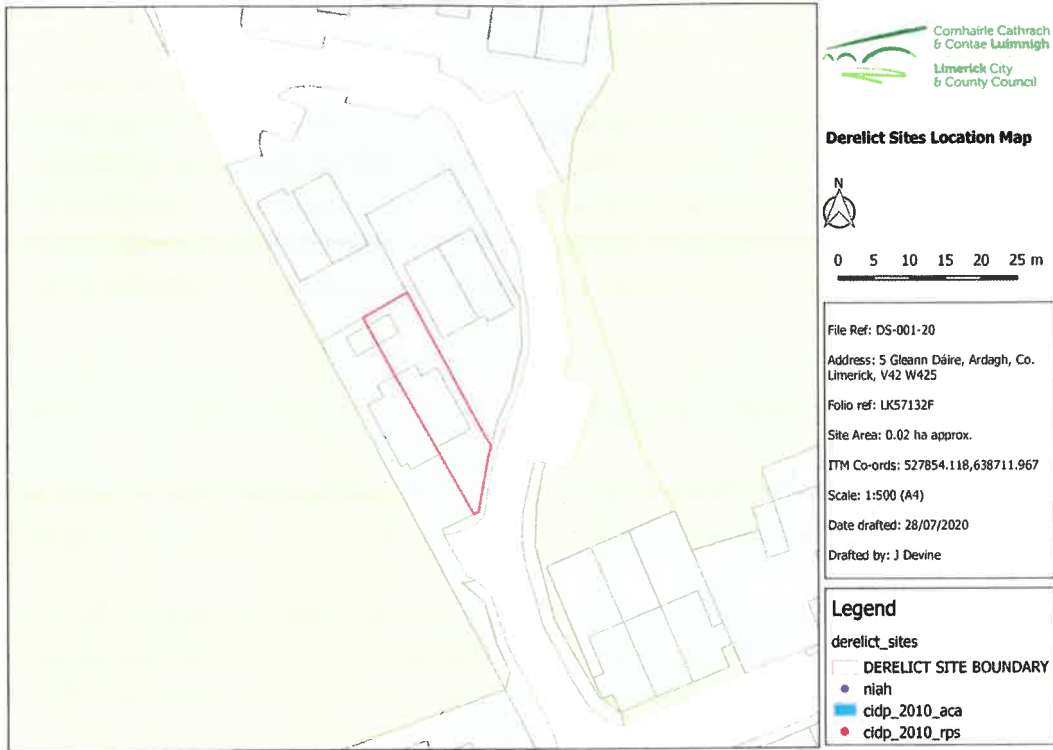 Comhairle Cathrach
& Contae Luimnigh
Limerick City
& County Council
Derelict Sites Location Map
N
0 5 10 15 20 25 m
File Ref: DS-001-20
Address: 5 Gleann Dáire, Ardagh, Co.
Limerick, V42 W425
Folio ref: LK57132F
Site Area: 0.02 ha approx.
ITM Co-ords: 527854.118,638711.967
Scale: 1:500 (A4)
Date drafted: 28/07/2020
Drafted by: J Devine
Legend
derelict_sites
DERELICT SITE BOUNDARY
niah
cidp_2010_aca
cidp_2010_rps